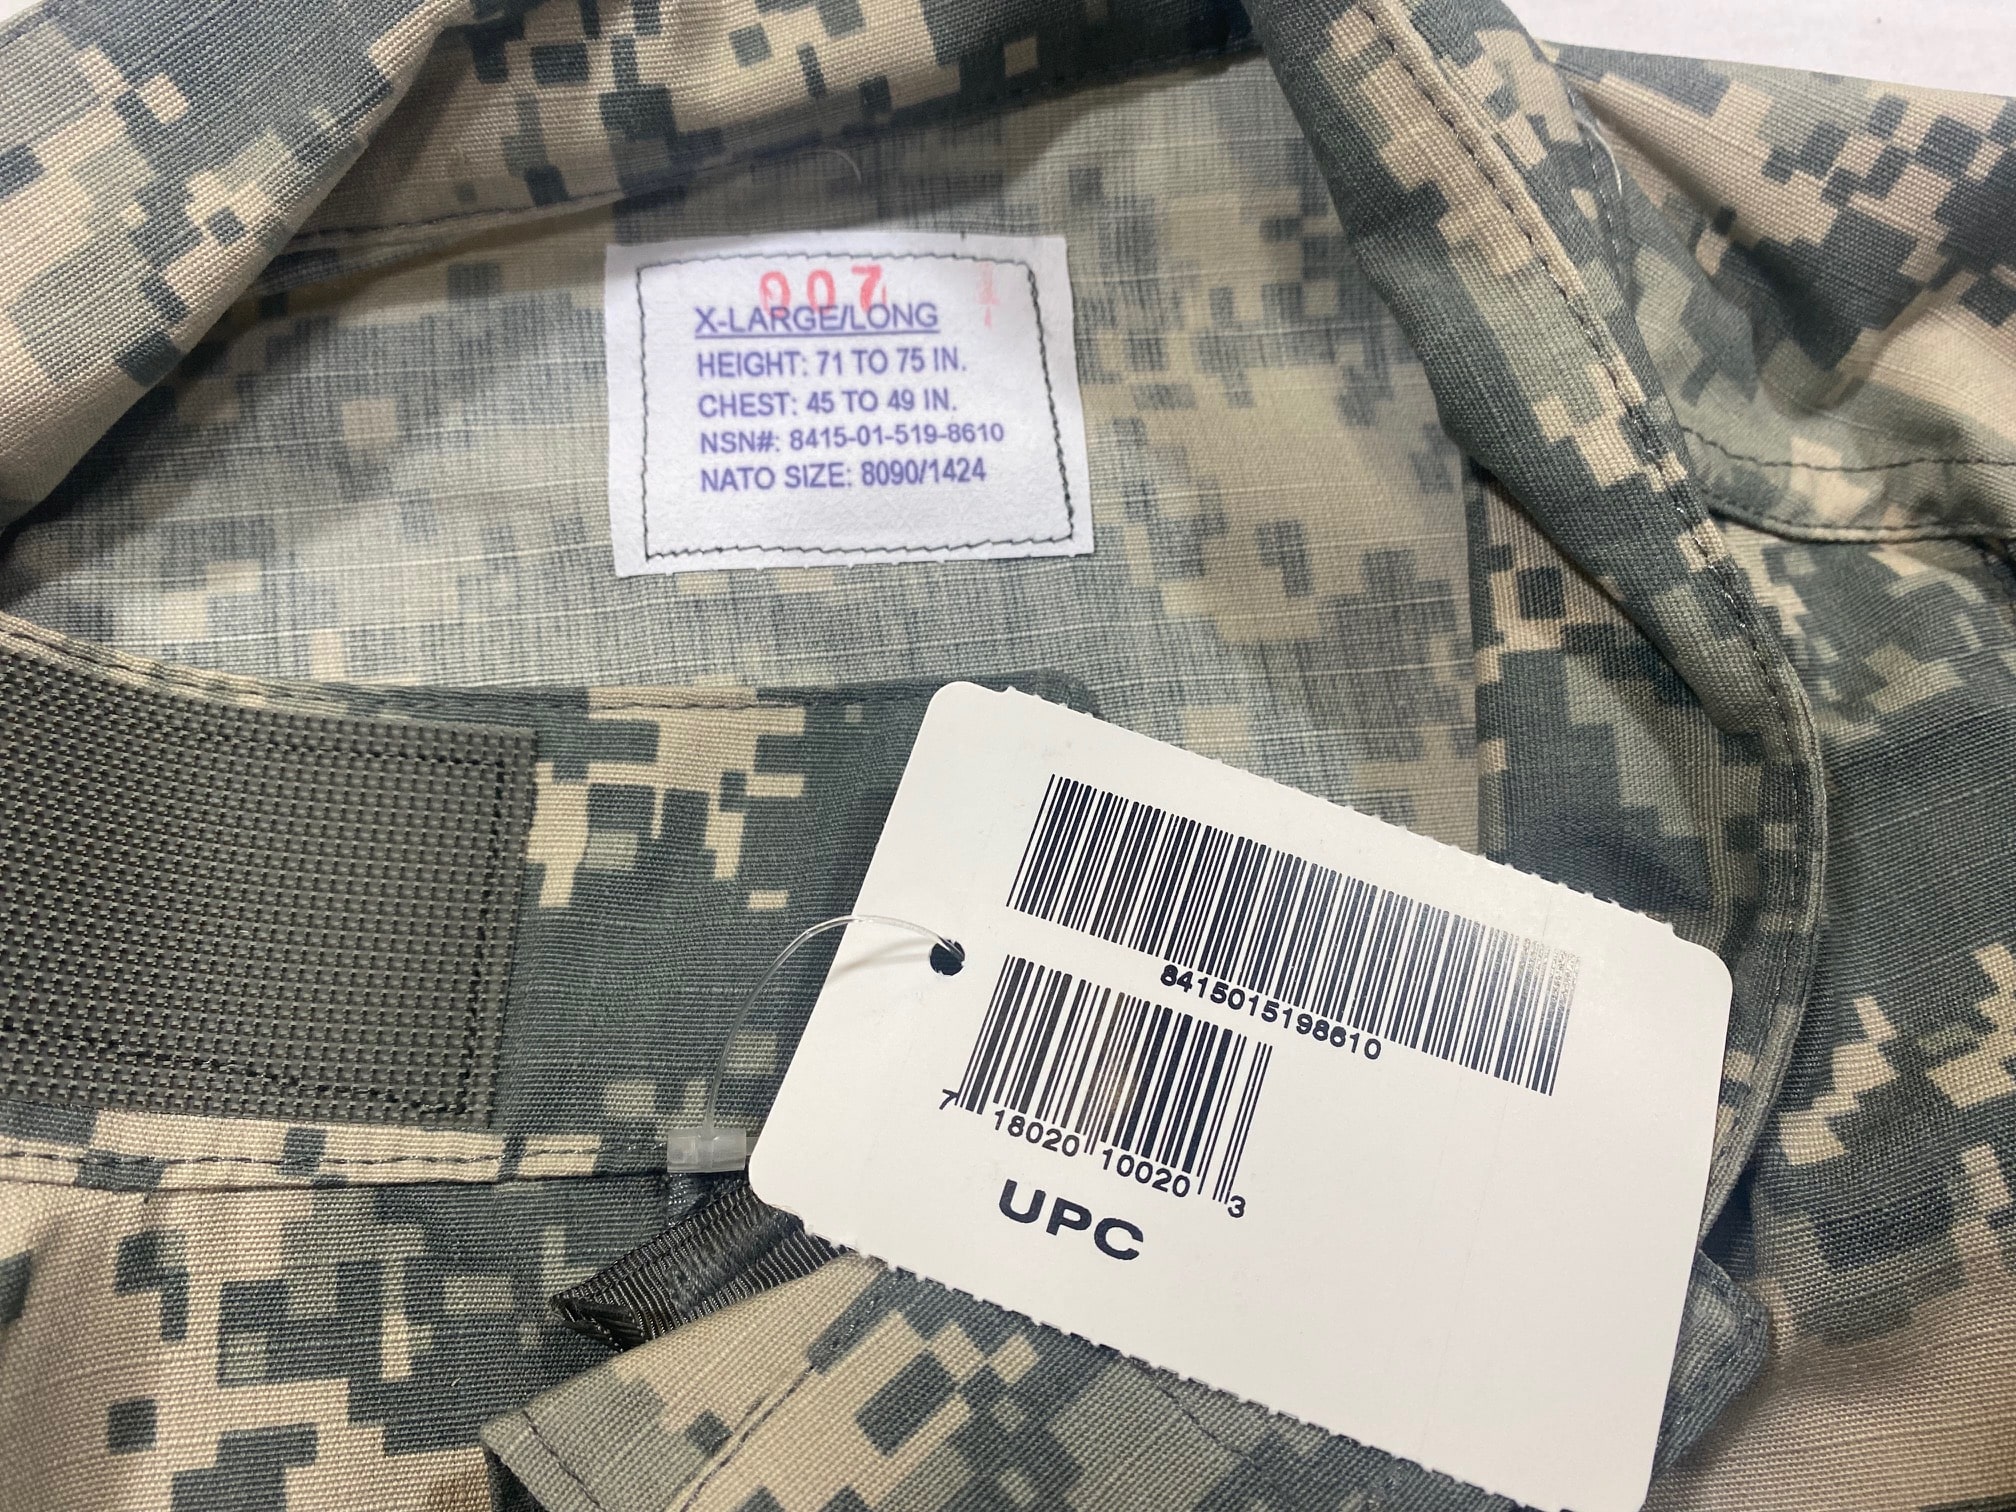 007
X-LARGE/LONG
HEIGHT: 71 TO 75 IN.
CHEST: 45 TO 49 IN.
NSN#: 8415-01-519-8610
NATO SIZE: 8090/1424
8415015198610
7 18020 10020 3
UPC